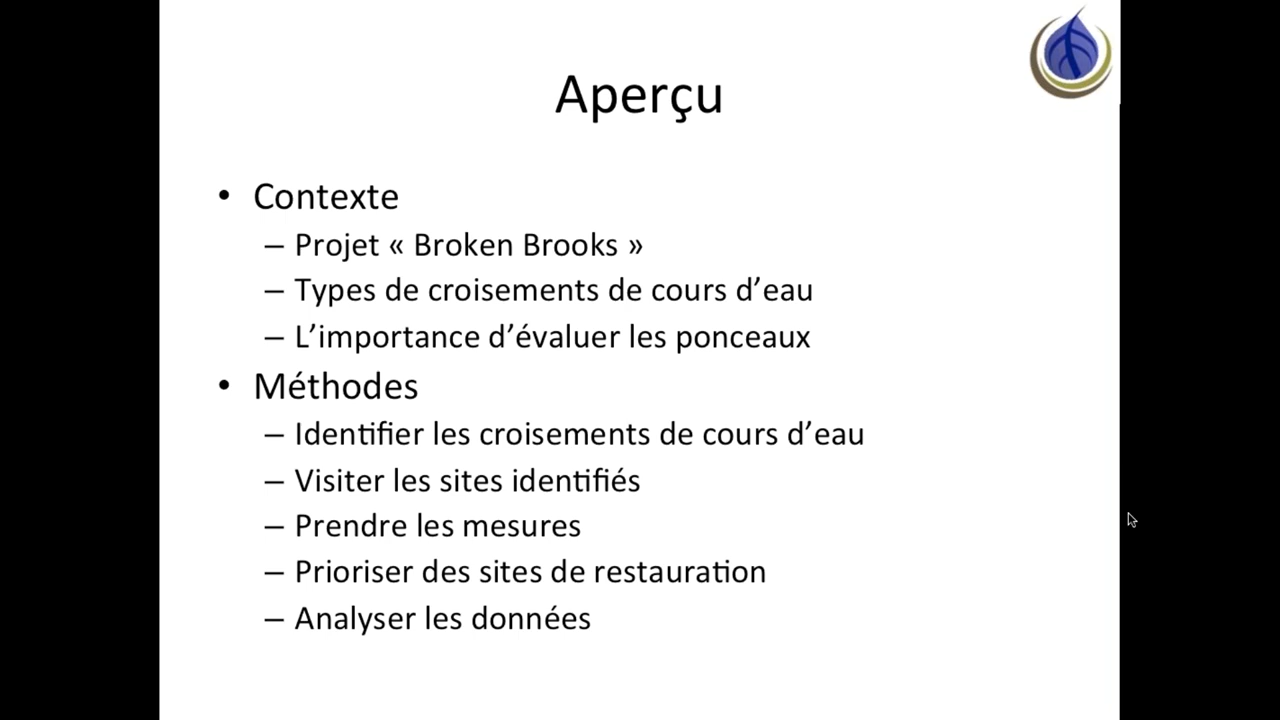 Aperçu
• Contexte
– Projet « Broken Brooks »
– Types de croisements de cours d’eau
– L’importance d’évaluer les ponceaux
• Méthodes
– Identifier les croisements de cours d’eau
– Visiter les sites identifiés
– Prendre les mesures
– Prioriser des sites de restauration
– Analyser les données